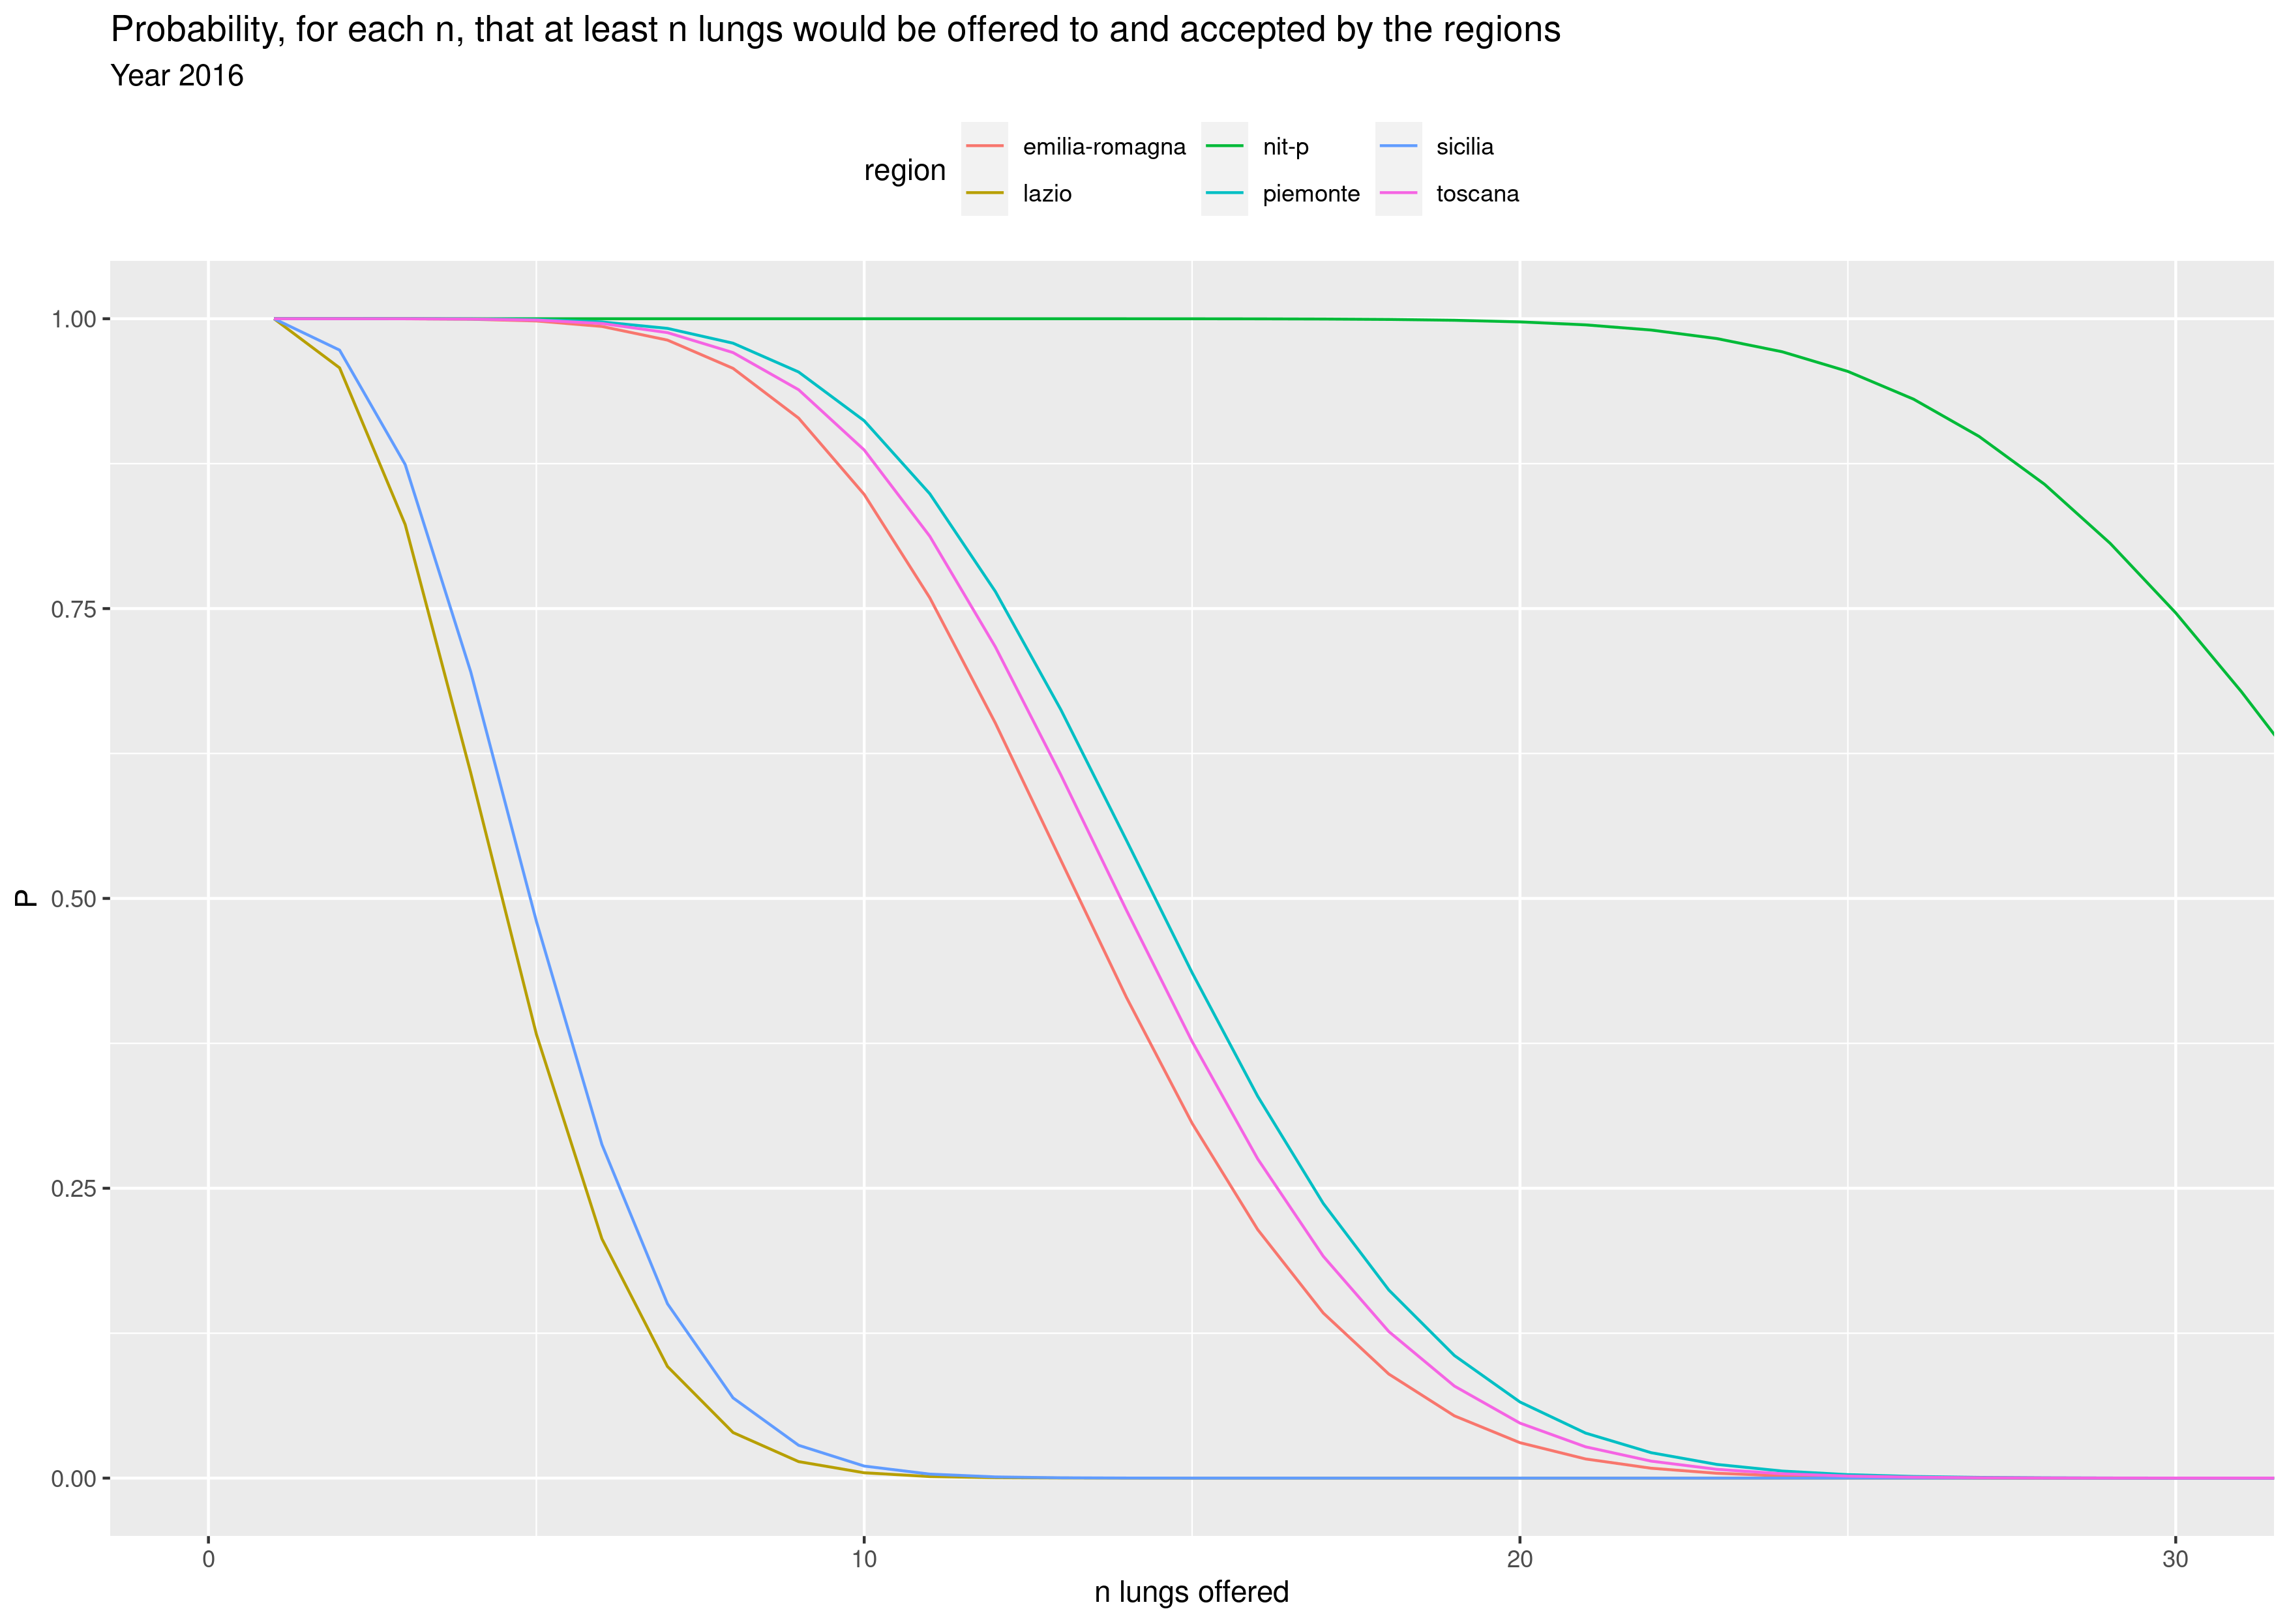 Probability, for each n, that at least n lungs would be offered to and accepted by the regions
Year 2016
region
emilia-romagna
nit-p
sicilia
lazio
piemonte
toscana
1.00
0.75
0.50
0.25
0.00
P
0
10
20
30
n lungs offered